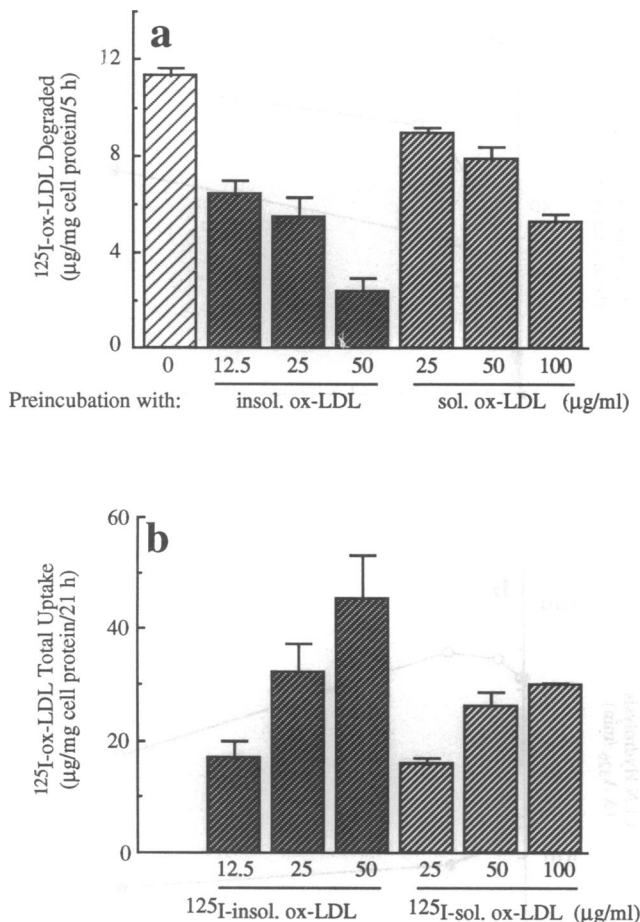 a
12
8
4
0
¹²⁵I-ox-LDL Degraded
(μg/mg cell protein/5 h)
0 12.5 25 50 25 50 100
Preincubation with: insol. ox-LDL sol. ox-LDL (μg/ml)
b
60
40
20
0
¹²⁵I-ox-LDL Total Uptake
(μg/mg cell protein/21 h)
12.5 25 50 25 50 100
¹²⁵I-insol. ox-LDL ¹²⁵I-sol. ox-LDL (μg/ml)